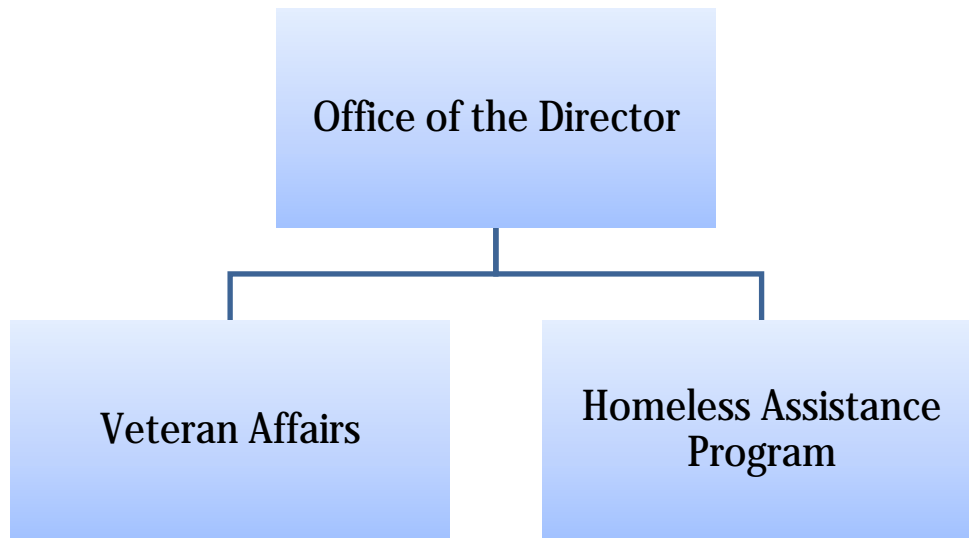 Office of the Director
Veteran Affairs
Homeless Assistance
Program